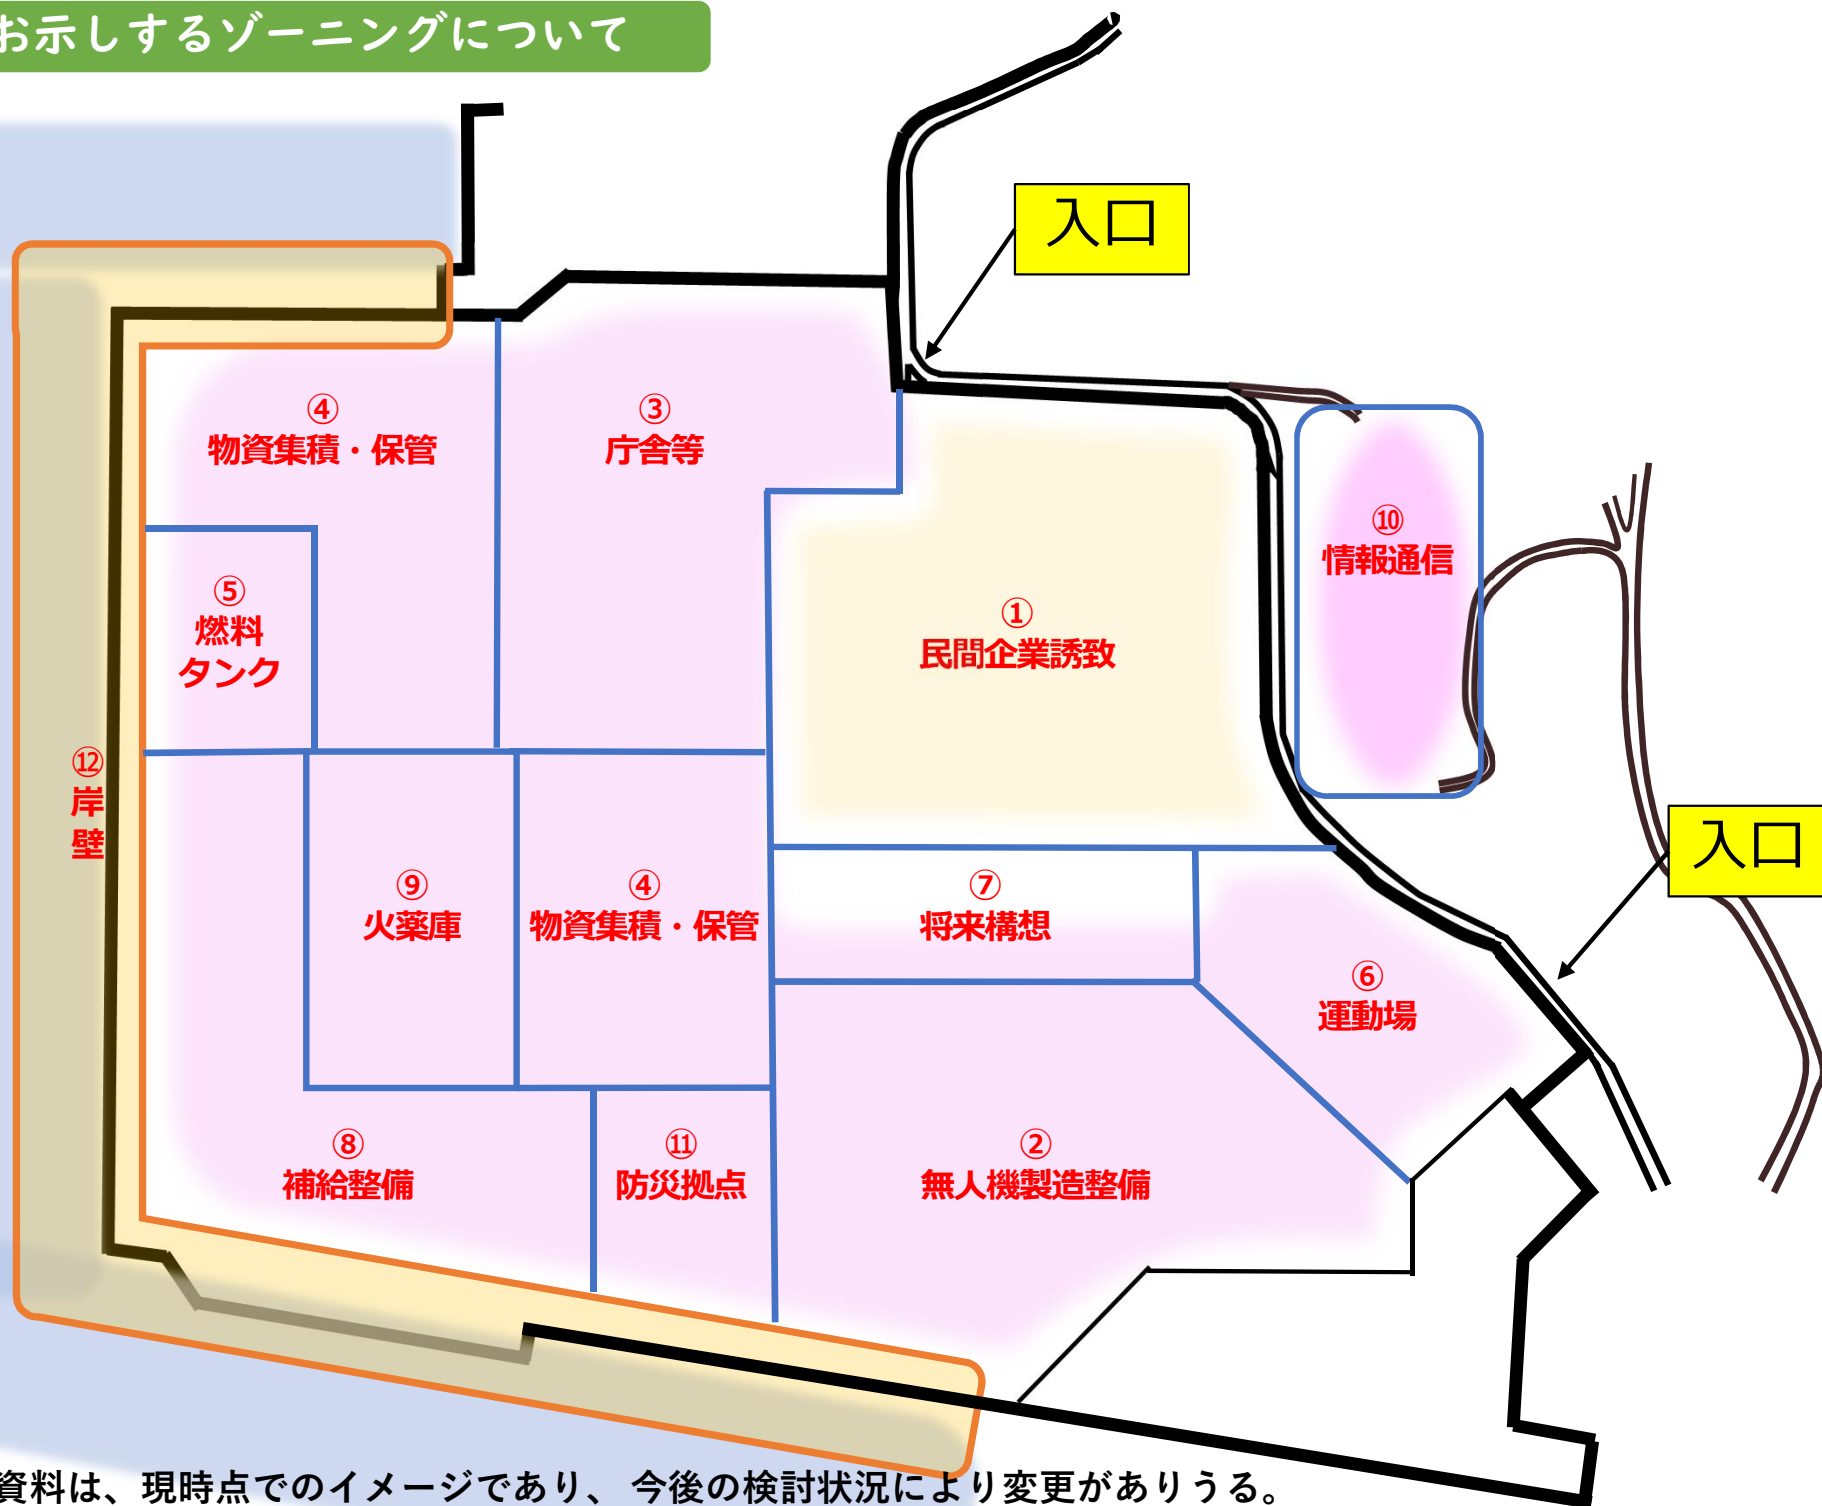 お示しするゾーニングについて
入口
④
物資集積・保管
③
庁舎等
⑩
情報通信
⑤
燃料
タンク
①
民間企業誘致
⑫
岸
壁
入口
⑨
火薬庫
④
物資集積・保管
⑦
将来構想
⑥
運動場
⑧
補給整備
⑪
防災拠点
②
無人機製造整備
資料は、現時点でのイメージであり、 今後の検討状況により変更がありうる。